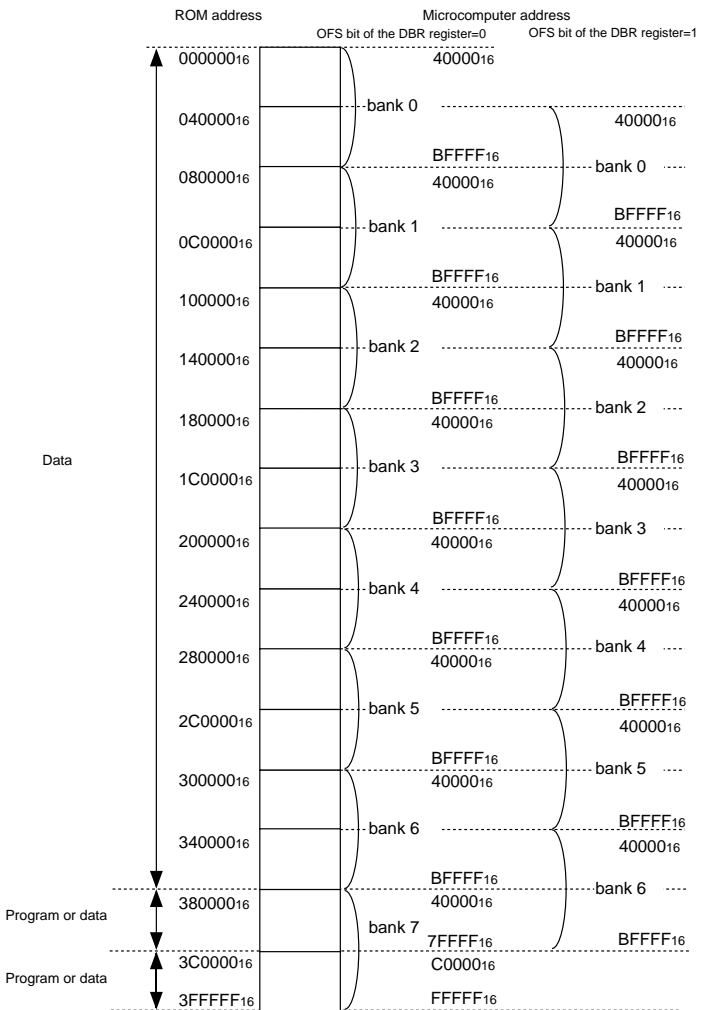 ROM address Microcomputer address
OFS bit of the DBR register=0 OFS bit of the DBR register=1
00000016 4000016
bank 0
04000016 4000016
BFFFF16 bank 0
08000016 4000016
BFFFF16
bank 1
0C000016 4000016
BFFFF16 bank 1
10000016 4000016
BFFFF16
bank 2
14000016 4000016
BFFFF16 bank 2
18000016 4000016
BFFFF16
Data bank 3
1C000016 4000016
BFFFF16 bank 3
20000016 4000016
BFFFF16
bank 4
24000016 4000016
BFFFF16 bank 4
28000016 4000016
BFFFF16
bank 5
2C000016 4000016
BFFFF16 bank 5
30000016 4000016
BFFFF16
bank 6
34000016 4000016
BFFFF16 bank 6
38000016 4000016
Program or data
bank 7
7FFFF16 BFFFF16
3C000016 C000016
Program or data
3FFFFF16 FFFFF16